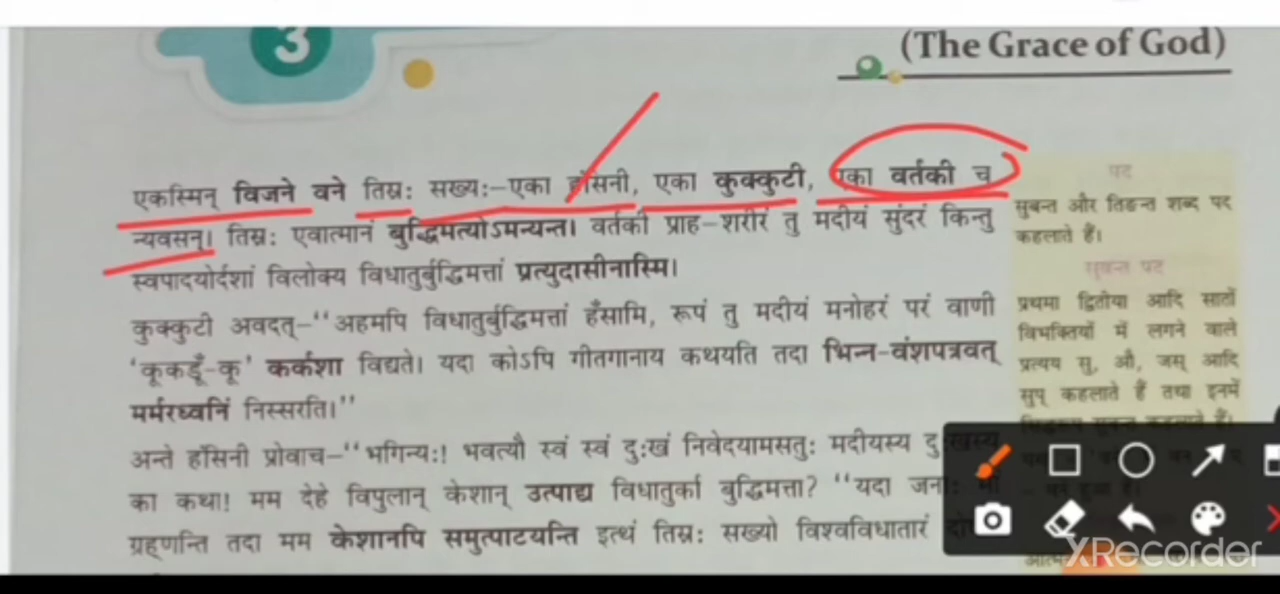 3
(The Grace of God)
एकस्मिन् विजने वने तिस्रः सख्यः-एका हंसिनी, एका कुक्कुटी, एका वर्तकी च
न्यवसन्। तिस्रः एवात्मानं बुद्धिमत्योऽमन्यन्त। वर्तकी प्राह-शरीरं तु मदीयं सुंदरं किन्तु
स्वपादयोर्दशां विलोक्य विधातुर्बुद्धिमत्तां प्रत्युदासीनास्मि।
कुक्कुटी अवदत्-“अहमपि विधातुर्बुद्धिमत्तां हँसामि, रूपं तु मदीयं मनोहरं परं वाणी
‘कूकड़ूँ-कू’ कर्कशा विद्यते। यदा कोऽपि गीतगानाय कथयति तदा भिन्न-वंशपत्रवत्
मर्मरध्वनिं निस्सरति।”
अन्ते हंसिनी प्रोवाच-“भगिन्यः! भवत्यौ स्वं स्वं दुःखं निवेदयामसतुः मदीयस्य दुःखस्य
का कथा! मम देहे विपुलान् केशान् उत्पाद्य विधातुर्का बुद्धिमत्ता? “यदा जनाः मां
ग्रह्णन्ति तदा मम केशानपि समुत्पाटयन्ति इत्थं तिस्रः सख्यो विश्वविधातारं
पद
सुबन्त और तिङन्त शब्द पद
कहलाते हैं।
सुबन्त पद
प्रथमा द्वितीया आदि सातों
विभक्तियों में लगने वाले
प्रत्यय सु, औ, जस् आदि
सुप् कहलाते हैं तथा इनमें
XRecorder